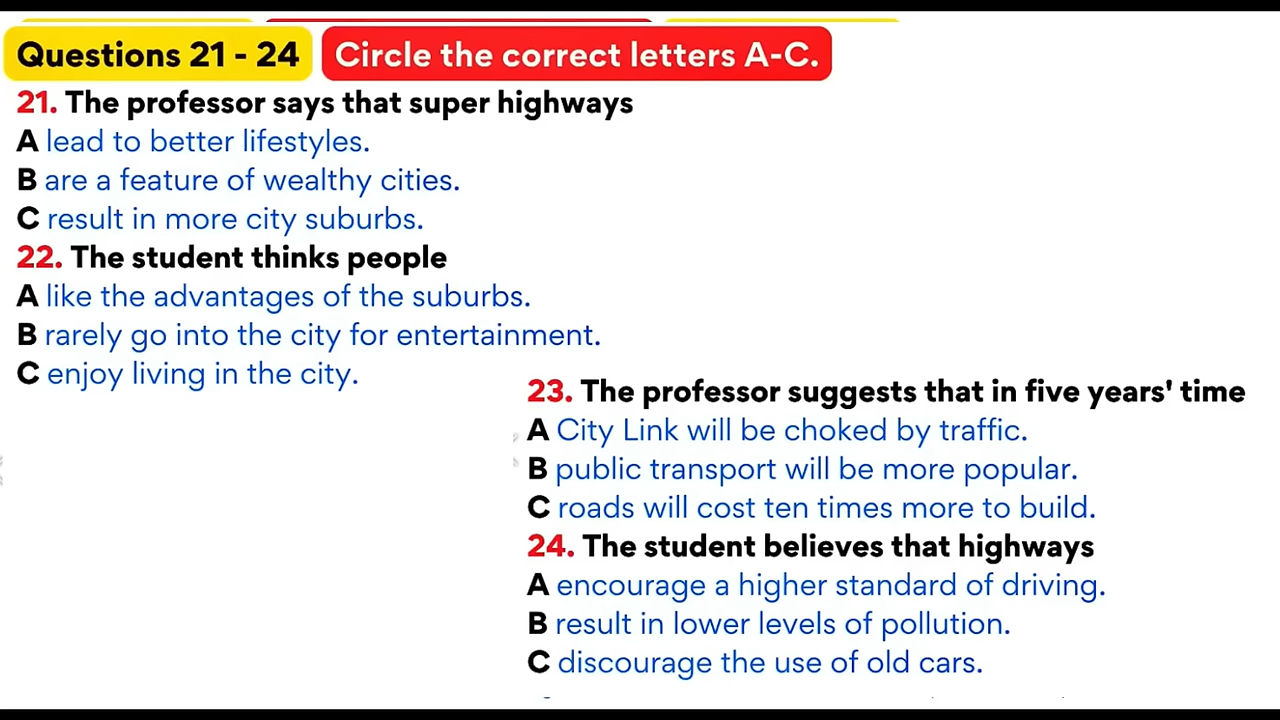 Questions 21 - 24
Circle the correct letters A-C.
21. The professor says that super highways
A lead to better lifestyles.
B are a feature of wealthy cities.
C result in more city suburbs.
22. The student thinks people
A like the advantages of the suburbs.
B rarely go into the city for entertainment.
C enjoy living in the city.
23. The professor suggests that in five years' time
A City Link will be choked by traffic.
B public transport will be more popular.
C roads will cost ten times more to build.
24. The student believes that highways
A encourage a higher standard of driving.
B result in lower levels of pollution.
C discourage the use of old cars.